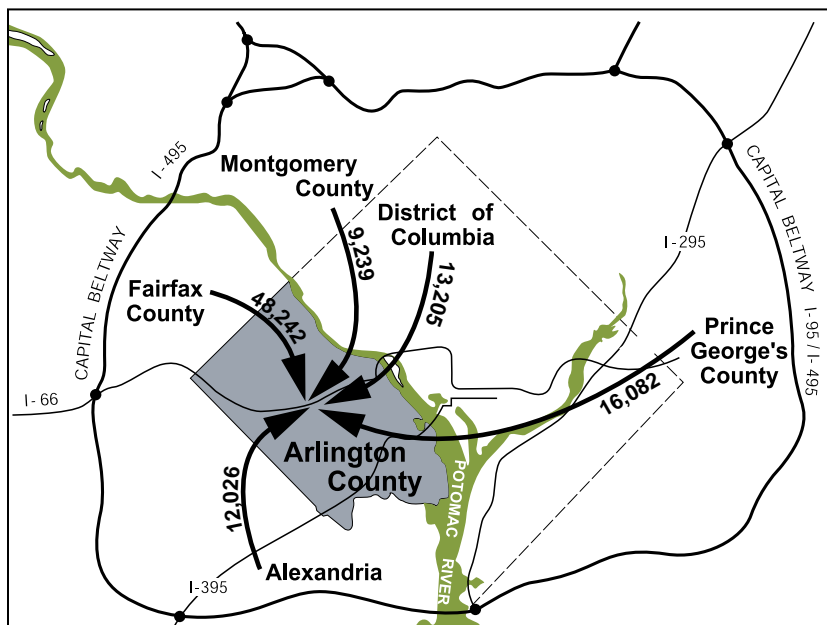 I-495
Montgomery
County
9,239
District of
Columbia
13,205
I-295
CAPITAL BELTWAY
CAPITAL BELTWAY I-95 / I-495
Fairfax
County
48,242
Prince
George's
County
16,082
I-66
Arlington
County
12,026
POTOMAC RIVER
Alexandria
I-395